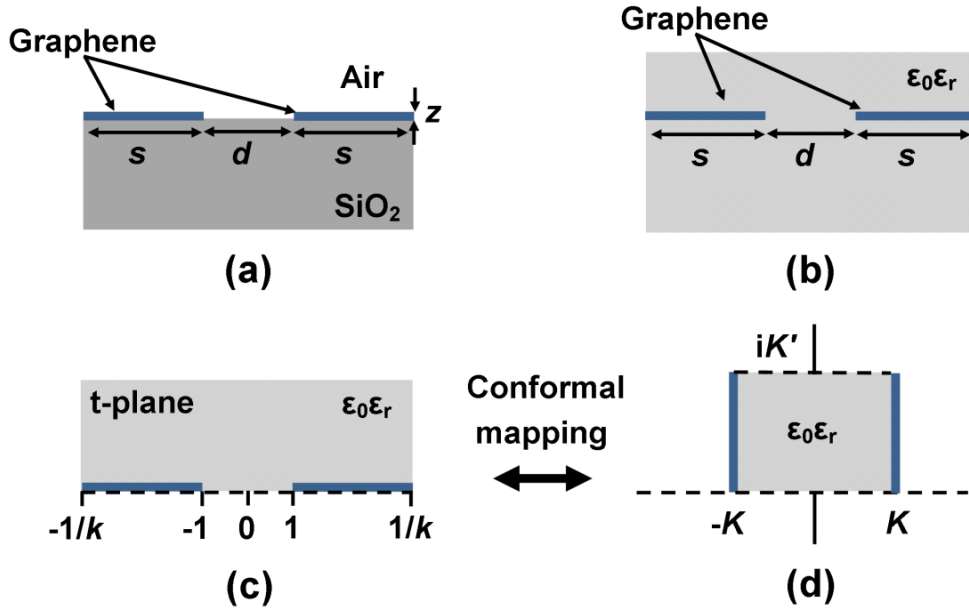 Graphene
Air
z
s
d
s
SiO₂
(a)
Graphene
ε₀εᵣ
s
d
s
(b)
t-plane
ε₀εᵣ
-1/k
-1
0
1
1/k
(c)
Conformal
mapping
iK'
ε₀εᵣ
-K
K
(d)